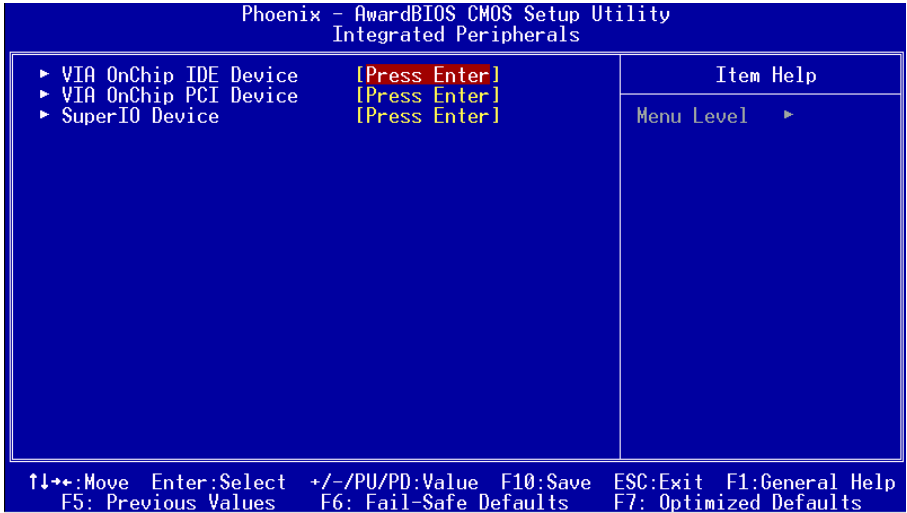 Phoenix - AwardBIOS CMOS Setup Utility
Integrated Peripherals
► VIA OnChip IDE Device [Press Enter]
► VIA OnChip PCI Device [Press Enter]
► SuperIO Device [Press Enter]
Item Help
Menu Level ►
↑↓→←:Move Enter:Select +/-/PU/PD:Value F10:Save ESC:Exit F1:General Help
F5: Previous Values F6: Fail-Safe Defaults F7: Optimized Defaults